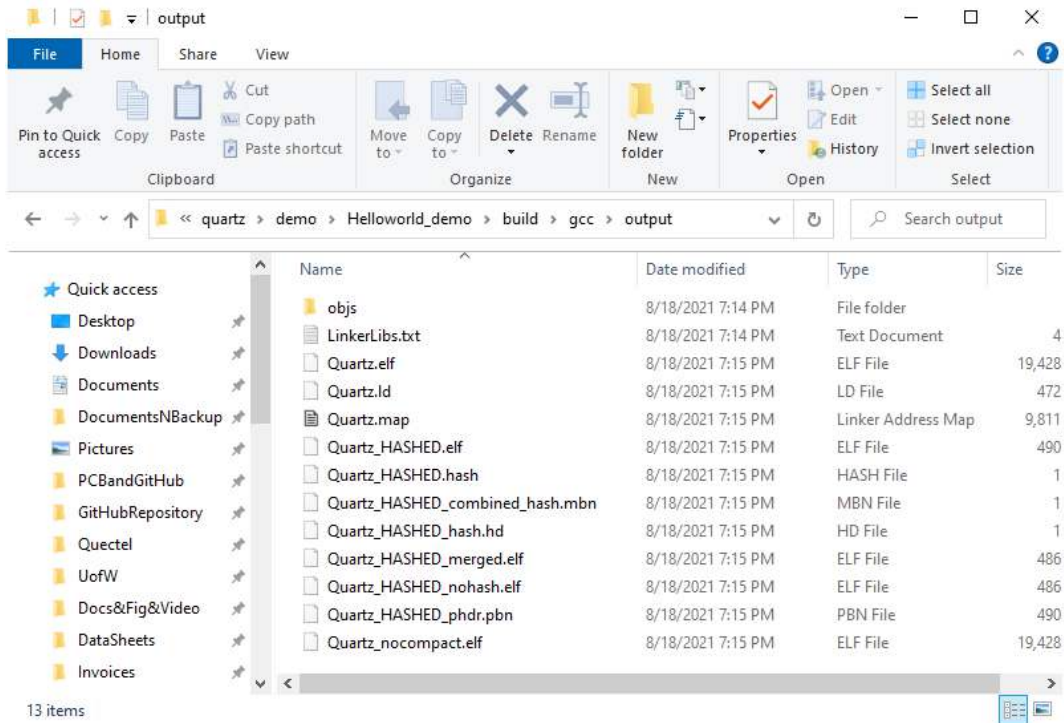 output
File Home Share View
Pin to Quick access
Copy
Paste
Cut
Copy path
Paste shortcut
Clipboard
Move to
Copy to
Delete
Rename
Organize
New folder
New
Properties
Open
Edit
History
Open
Select all
Select none
Invert selection
Select
« quartz > demo > Helloworld_demo > build > gcc > output
Search output
Quick access
Desktop
Downloads
Documents
DocumentsNBackup
Pictures
PCBandGitHub
GitHubRepository
Quectel
UofW
Docs&Fig&Video
DataSheets
Invoices
Name Date modified Type Size
objs 8/18/2021 7:14 PM File folder
LinkerLibs.txt 8/18/2021 7:14 PM Text Document 4
Quartz.elf 8/18/2021 7:15 PM ELF File 19,428
Quartz.ld 8/18/2021 7:15 PM LD File 472
Quartz.map 8/18/2021 7:15 PM Linker Address Map 9,811
Quartz_HASHED.elf 8/18/2021 7:15 PM ELF File 490
Quartz_HASHED.hash 8/18/2021 7:15 PM HASH File 1
Quartz_HASHED_combined_hash.mbn 8/18/2021 7:15 PM MBN File 1
Quartz_HASHED_hash.hd 8/18/2021 7:15 PM HD File 1
Quartz_HASHED_merged.elf 8/18/2021 7:15 PM ELF File 486
Quartz_HASHED_nohash.elf 8/18/2021 7:15 PM ELF File 486
Quartz_HASHED_phdr.pbn 8/18/2021 7:15 PM PBN File 490
Quartz_nocompact.elf 8/18/2021 7:15 PM ELF File 19,428
13 items